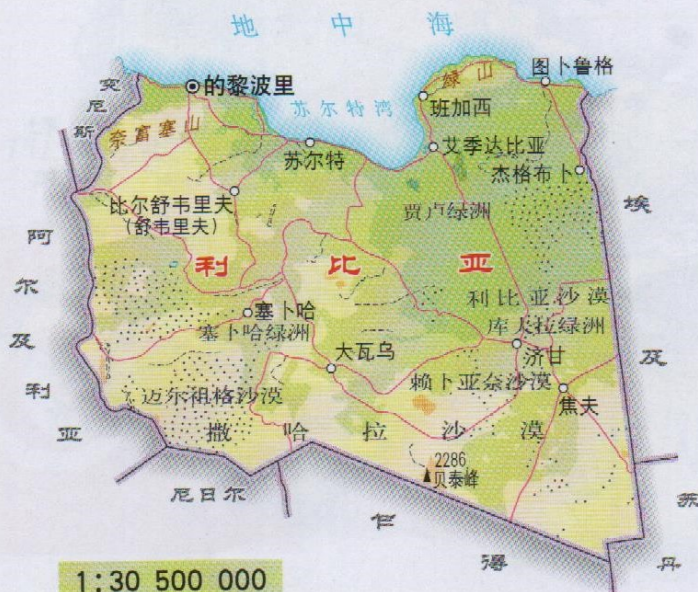 地中海
突尼斯
的黎波里
绿山
图卜鲁格
奈富塞山
苏尔特湾
班加西
苏尔特
艾季达比亚
杰格布卜
比尔舒韦里夫
(舒韦里夫)
贾卢绿洲
埃及
阿尔及利亚
利比亚
利比亚沙漠
塞卜哈
塞卜哈绿洲
库夫拉绿洲
大瓦乌
济甘
赖卜亚奈沙漠
迈尔祖格沙漠
焦夫
撒哈拉沙漠
2286
贝泰峰
尼日尔
乍得
苏丹
1:30 500 000